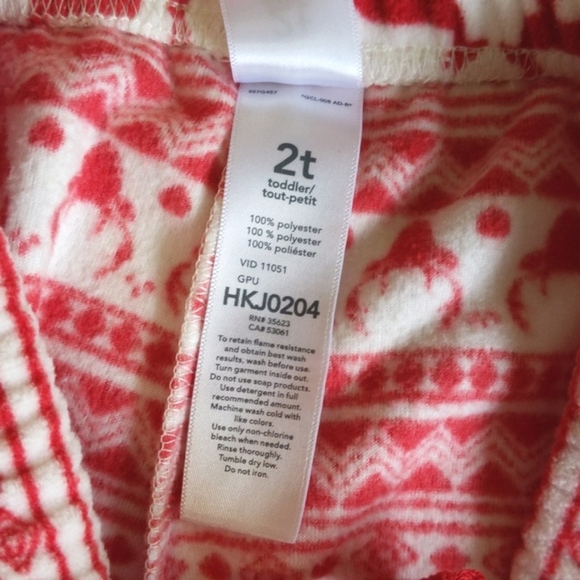 2t
toddler/
tout-petit
100% polyester
100 % polyester
100% poliéster
VID 11051
GPU
HKJ0204
RN# 35623
CA# 53061
To retain flame resistance
and obtain best wash
results, wash before use.
Turn garment inside out.
Do not use soap products.
Use detergent in full
recommended amount.
Machine wash cold with
like colors.
Use only non-chlorine
bleach when needed.
Rinse thoroughly.
Tumble dry low.
Do not iron.